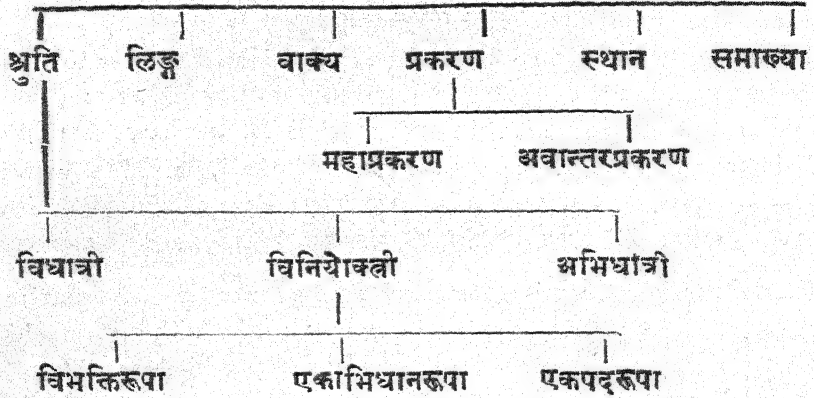 श्रुति लिङ्ग वाक्य प्रकरण स्थान समाख्या
महाप्रकरण अवान्तरप्रकरण
विधात्री विनियोक्त्री अभिधात्री
विभक्तिरूपा एकाभिधानरूपा एकपदरूपा